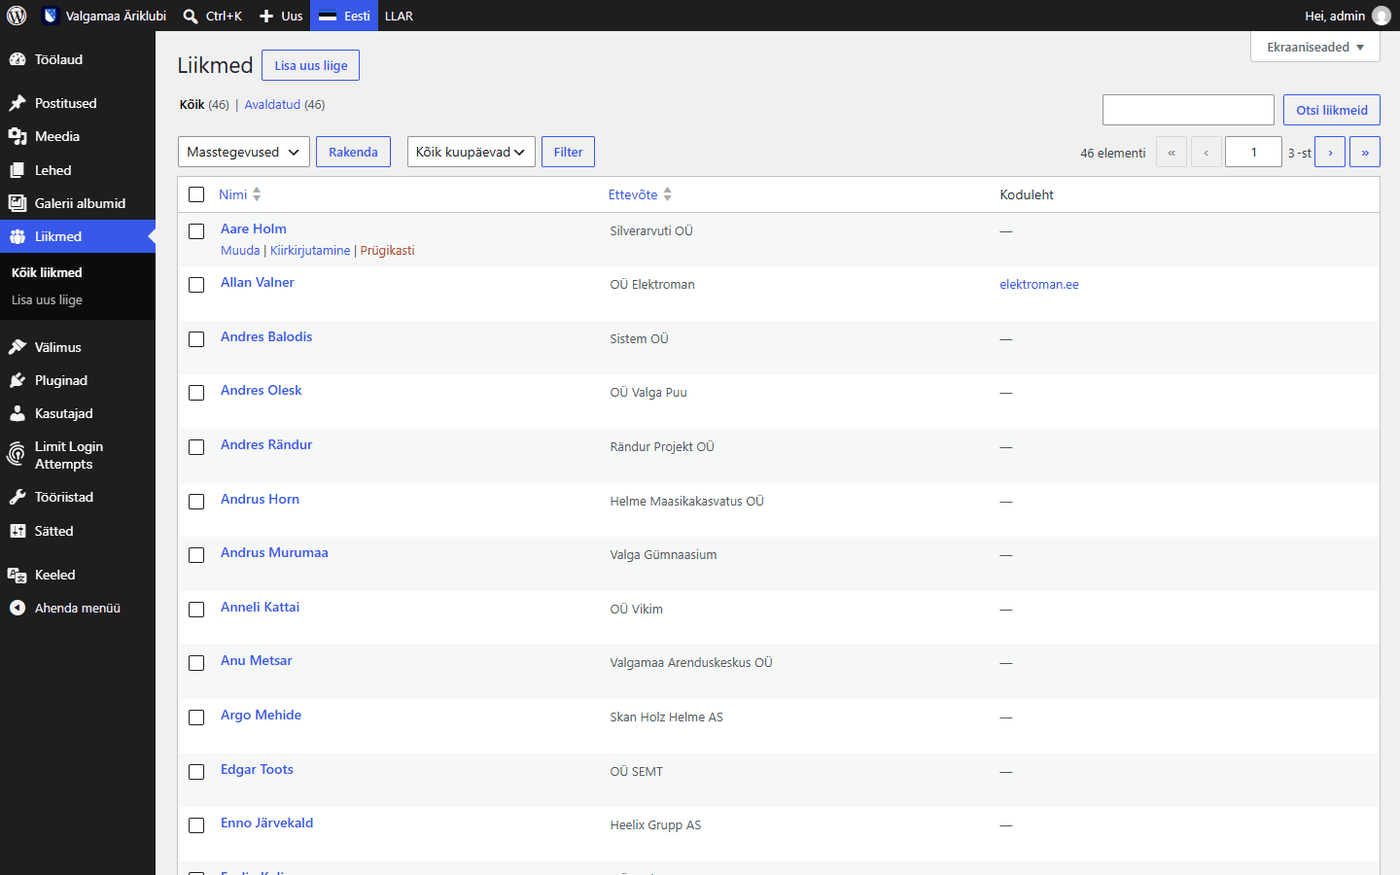 Valgamaa Äriklubi Ctrl+K Uus Eesti LLAR Hei, admin
Ekraaniseaded
Töölaud
Postitused
Meedia
Lehed
Galerii albumid
Liikmed
Kõik liikmed
Lisa uus liige
Välimus
Pluginad
Kasutajad
Limit Login
Attempts
Tööriistad
Sätted
Keeled
Ahenda menüü
Liikmed Lisa uus liige
Kõik (46) | Avaldatud (46)
Otsi liikmeid
Masstegevused Rakenda Kõik kuupäevad Filter 46 elementi « ‹ 1 3 -st › »
Nimi Ettevõte Koduleht
Aare Holm Silverarvuti OÜ —
Muuda | Kiirkirjutamine | Prügikasti
Allan Valner OÜ Elektroman elektroman.ee
Andres Balodis Sistem OÜ —
Andres Olesk OÜ Valga Puu —
Andres Rändur Rändur Projekt OÜ —
Andrus Horn Helme Maasikakasvatus OÜ —
Andrus Murumaa Valga Gümnaasium —
Anneli Kattai OÜ Vikim —
Anu Metsar Valgamaa Arenduskeskus OÜ —
Argo Mehide Skan Holz Helme AS —
Edgar Toots OÜ SEMT —
Enno Järvekald Heelix Grupp AS —